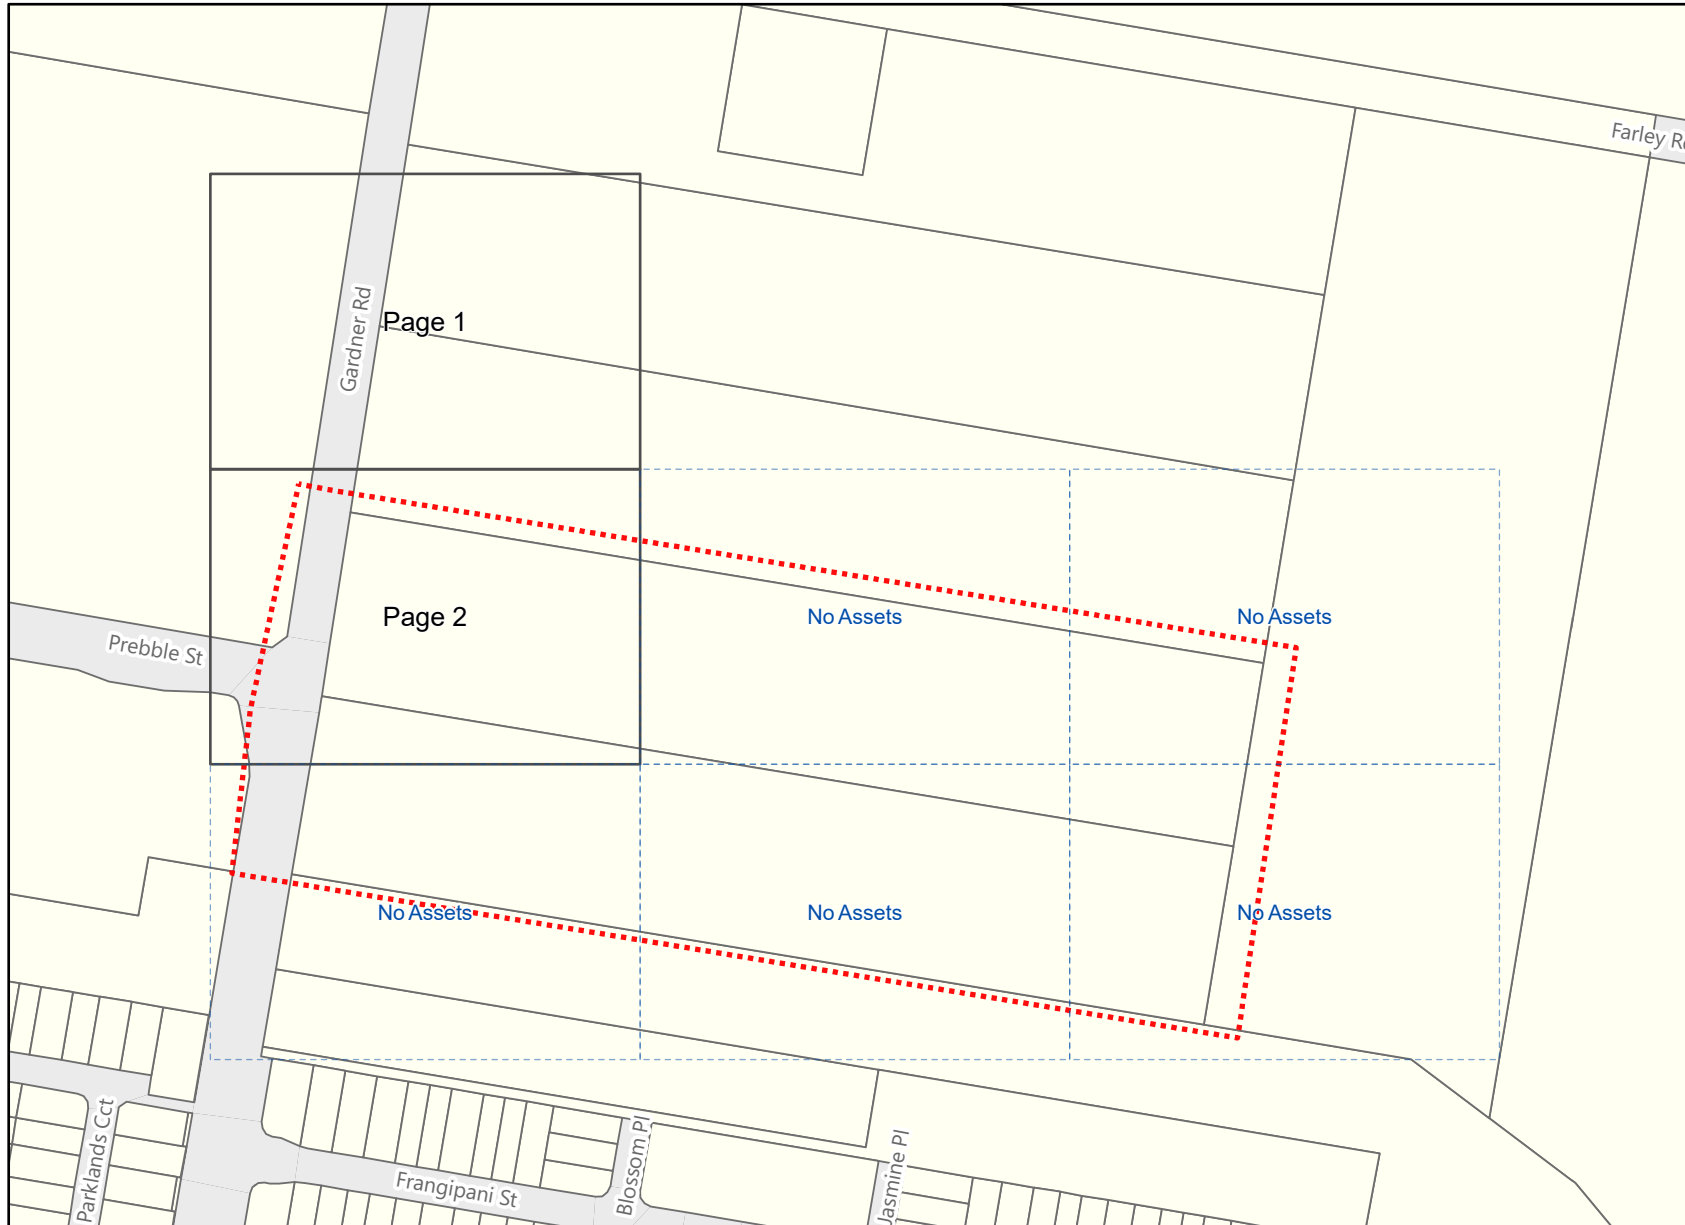 Farley Rd
Gardner Rd
Page 1
Page 2
No Assets
No Assets
Prebble St
No Assets
No Assets
No Assets
Parklands Cct
Frangipani St
Blossom Pl
Jasmine Pl